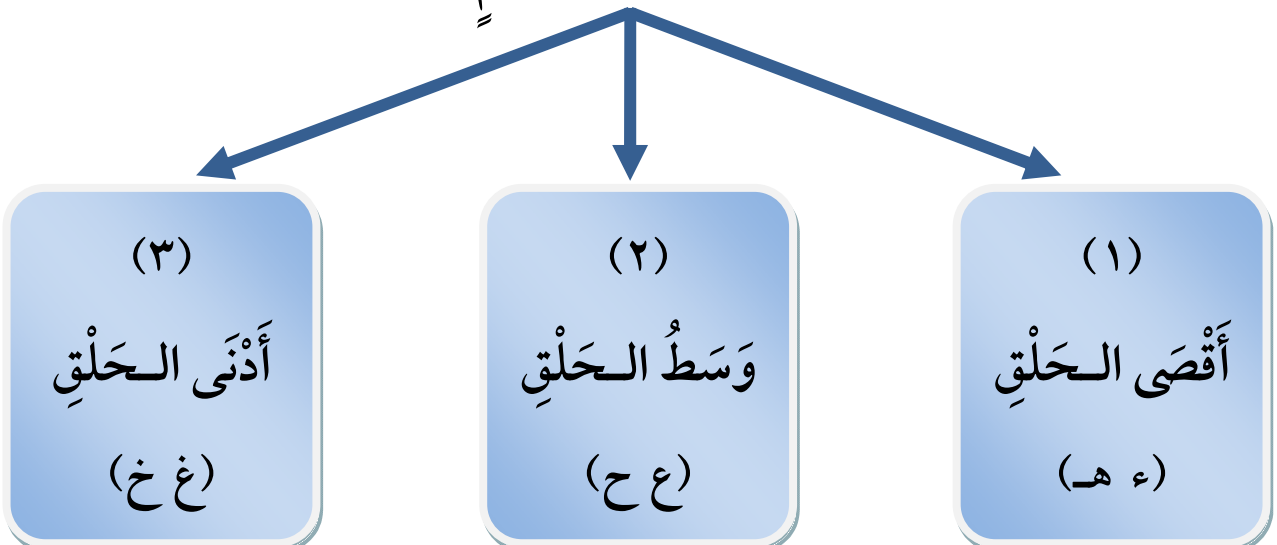 (١)
أَقْصَى الـحَلْقِ
(ء هـ)
(٢)
وَسَطُ الـحَلْقِ
(ع ح)
(٣)
أَدْنَى الـحَلْقِ
(غ خ)